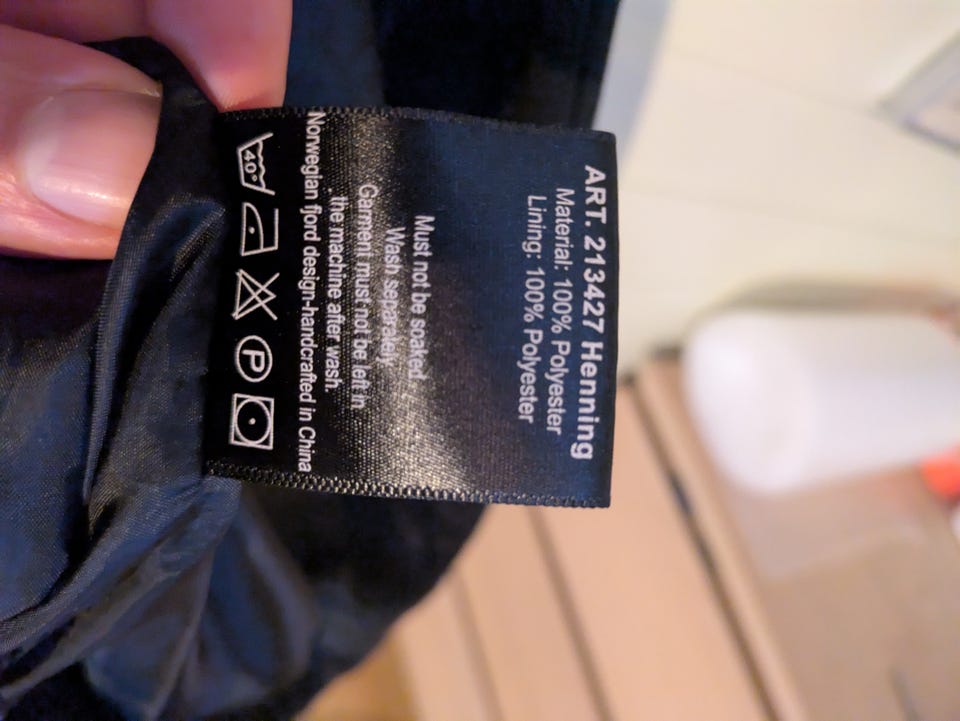 ART. 213427 Henning
Material: 100% Polyester
Lining: 100% Polyester
Must not be soaked.
Wash separately.
Garment must not be left in
the machine after wash.
Norwegian fjord design-handcrafted in China
40°
P